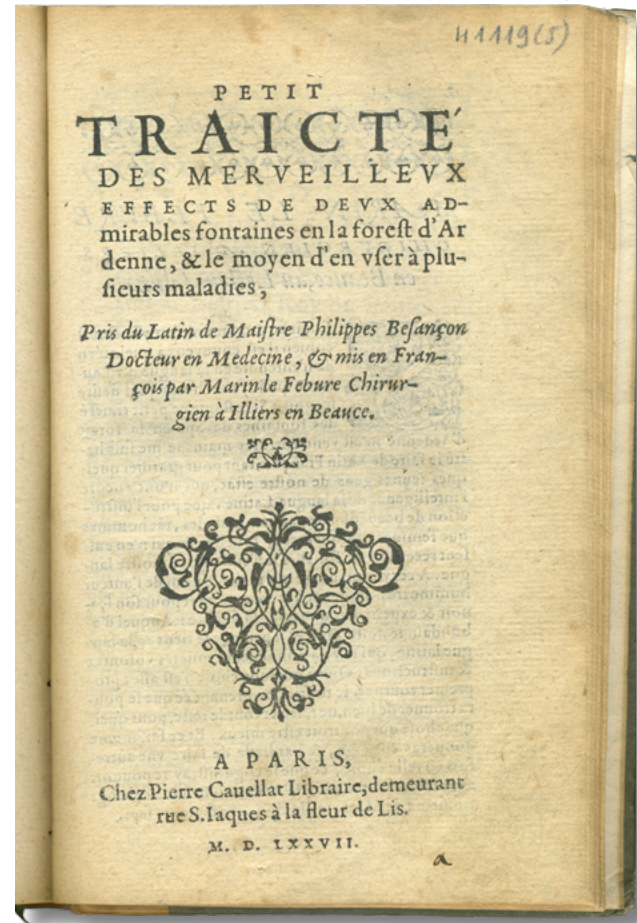 41119(5)
PETIT
TRAICTÉ
DES MERVEILLEVX
EFFECTS DE DEVX AD-
mirables fontaines en la foreſt d'Ar
denne, & le moyen d'en vſer à plu-
ſieurs maladies,
Pris du Latin de Maiſtre Philippes Beſançon
Docteur en Medecine, & mis en Fran-
çois par Marin le Febure Chirur-
gien à Illiers en Beauce.
A PARIS,
Chez Pierre Cauellat Libraire, demeurant
rue S. Iaques à la fleur de Lis.
M. D. LXXVII.
a